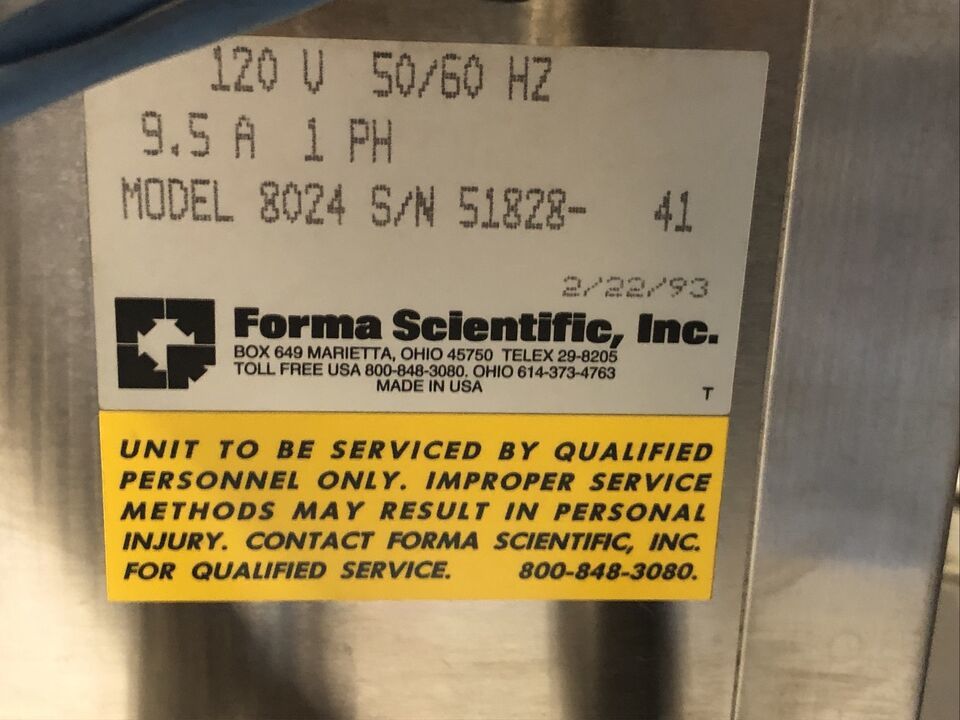 120 V 50/60 HZ
9.5 A 1 PH
MODEL 8024 S/N 51828- 41
2/22/93
Forma Scientific, Inc.
BOX 649 MARIETTA, OHIO 45750 TELEX 29-8205
TOLL FREE USA 800-848-3080. OHIO 614-373-4763
MADE IN USA
T
UNIT TO BE SERVICED BY QUALIFIED
PERSONNEL ONLY. IMPROPER SERVICE
METHODS MAY RESULT IN PERSONAL
INJURY. CONTACT FORMA SCIENTIFIC, INC.
FOR QUALIFIED SERVICE. 800-848-3080.